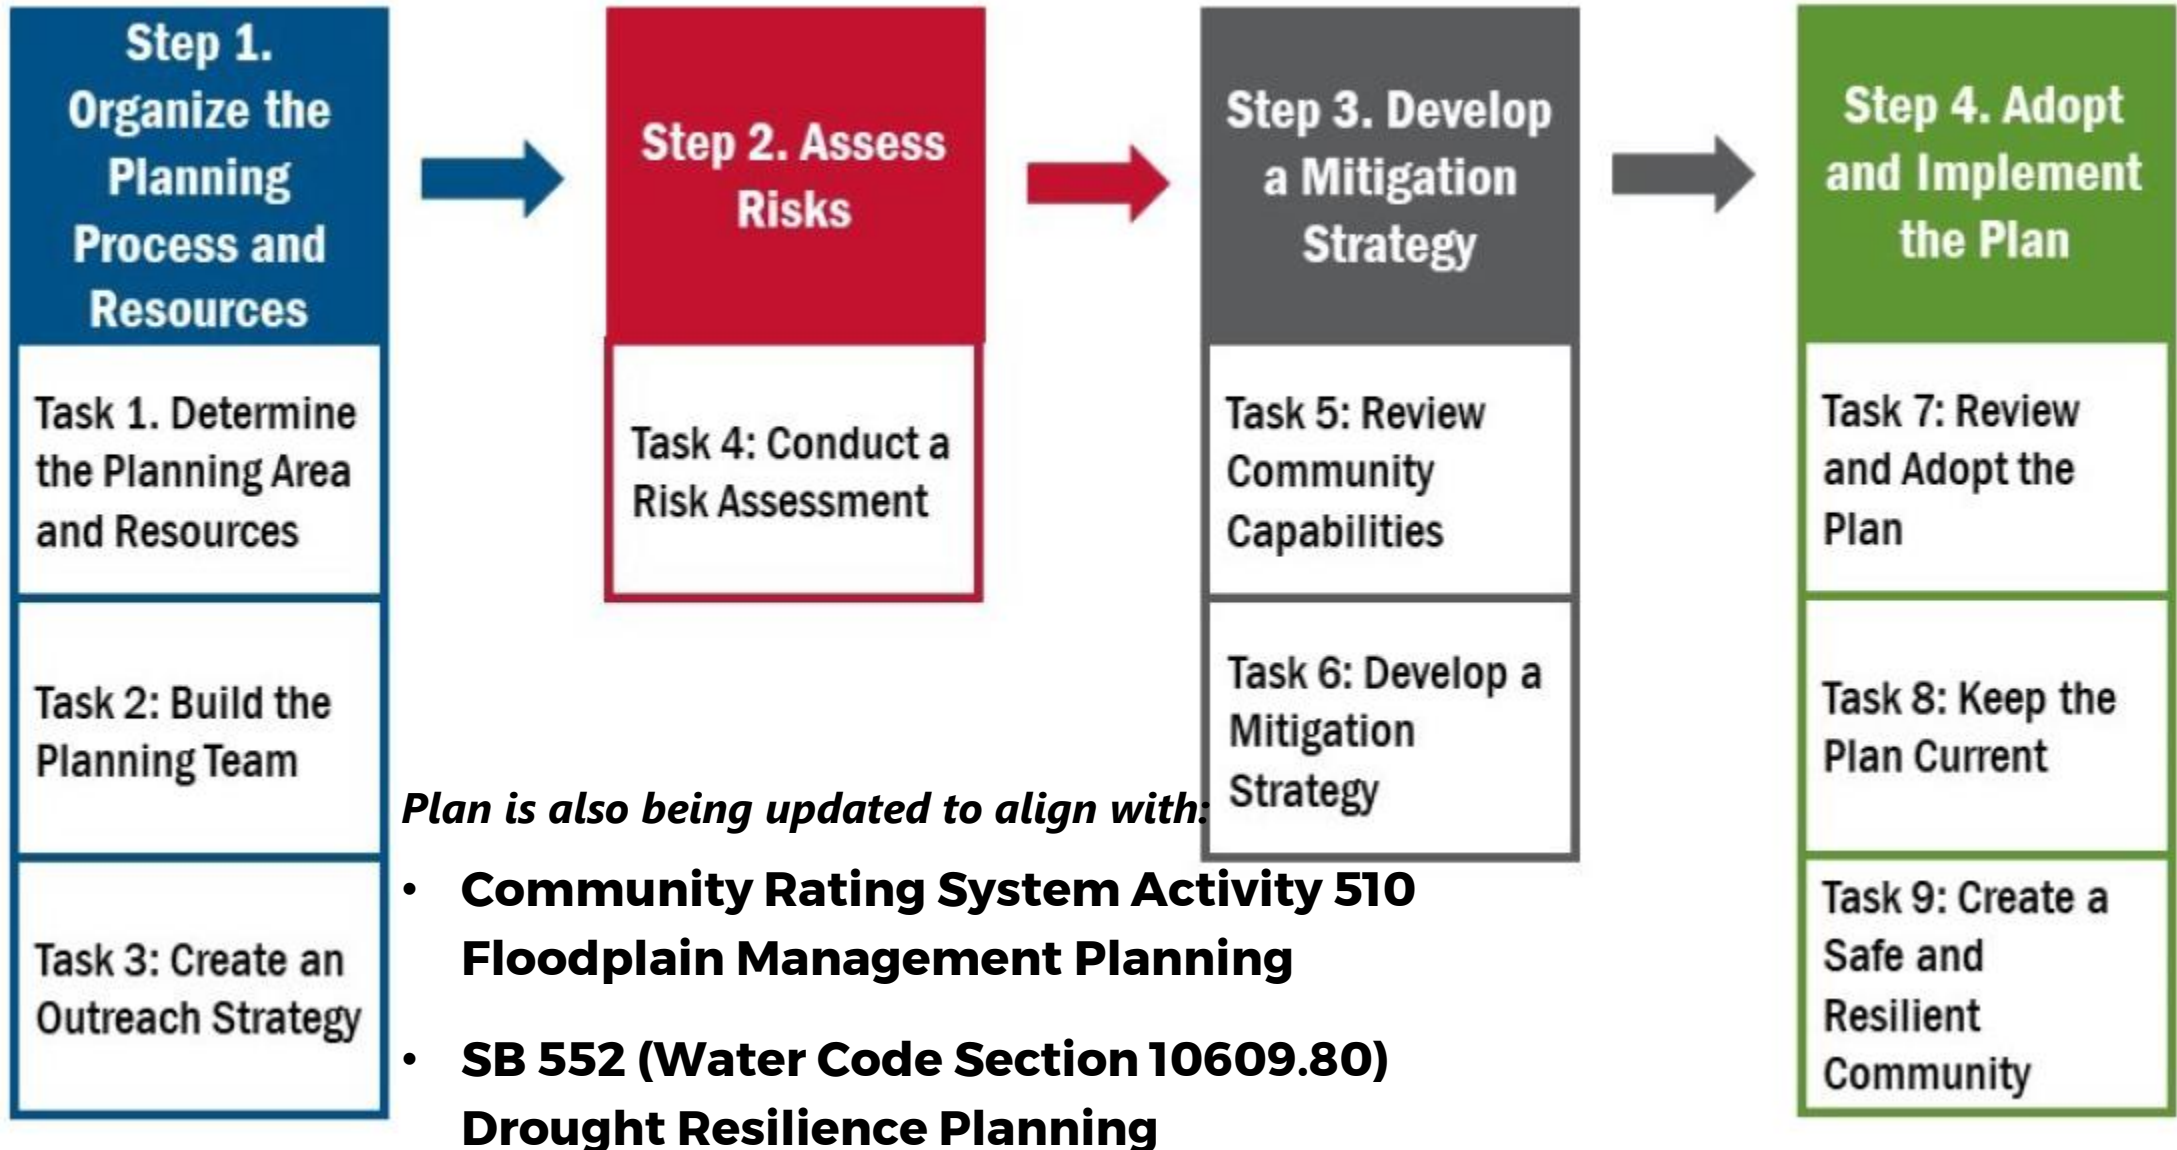 Step 1.
Organize the
Planning
Process and
Resources
Task 1. Determine
the Planning Area
and Resources
Task 2: Build the
Planning Team
Task 3: Create an
Outreach Strategy
Step 2. Assess
Risks
Task 4: Conduct a
Risk Assessment
Step 3. Develop
a Mitigation
Strategy
Task 5: Review
Community
Capabilities
Task 6: Develop a
Mitigation
Strategy
Step 4. Adopt
and Implement
the Plan
Task 7: Review
and Adopt the
Plan
Task 8: Keep the
Plan Current
Task 9: Create a
Safe and
Resilient
Community
Plan is also being updated to align with:
• Community Rating System Activity 510
Floodplain Management Planning
• SB 552 (Water Code Section 10609.80)
Drought Resilience Planning